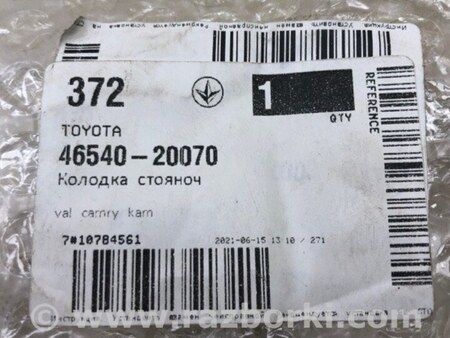 372
1
QTY
REFERENCE
TOYOTA
46540-20070
Колодка стояноч
val camry kam
7#10784561
2021-06-15 13:10 / 271
www.razborki.com